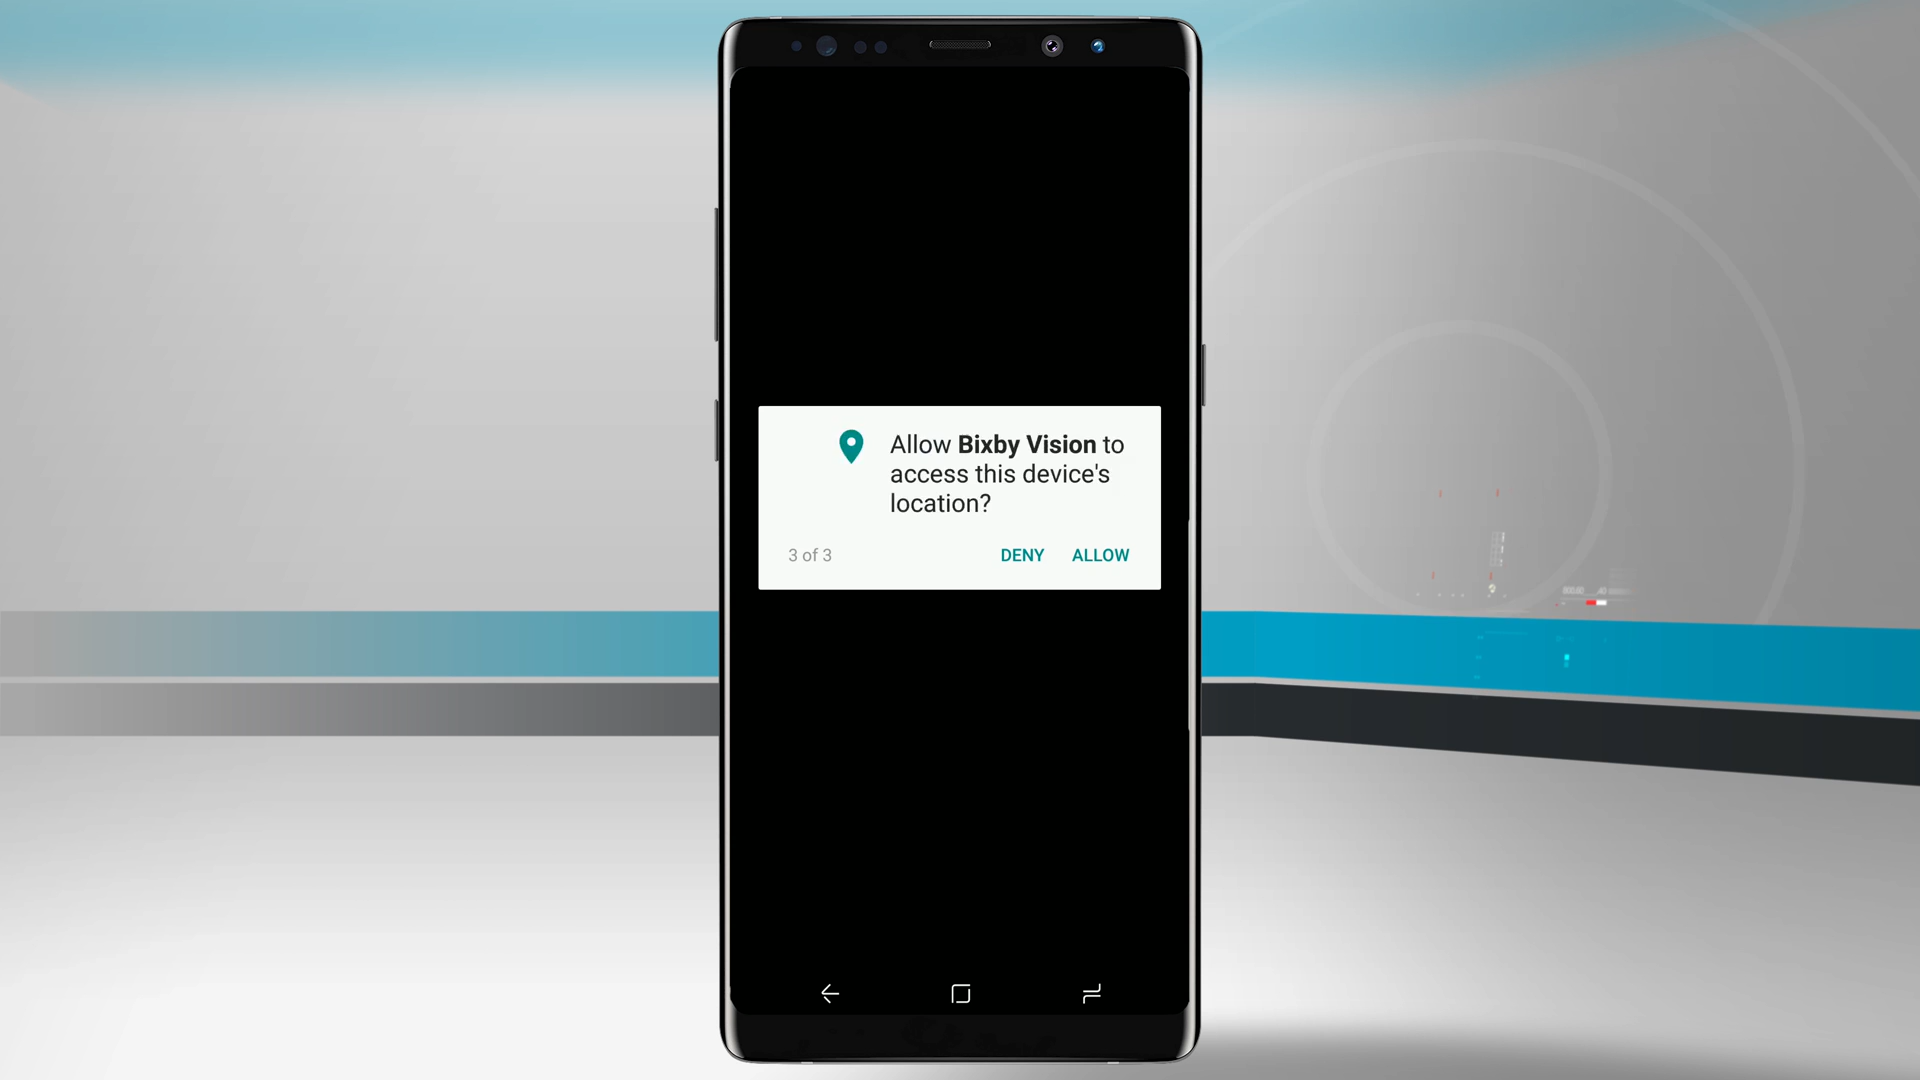 Allow Bixby Vision to
access this device's
location?
3 of 3
DENY ALLOW